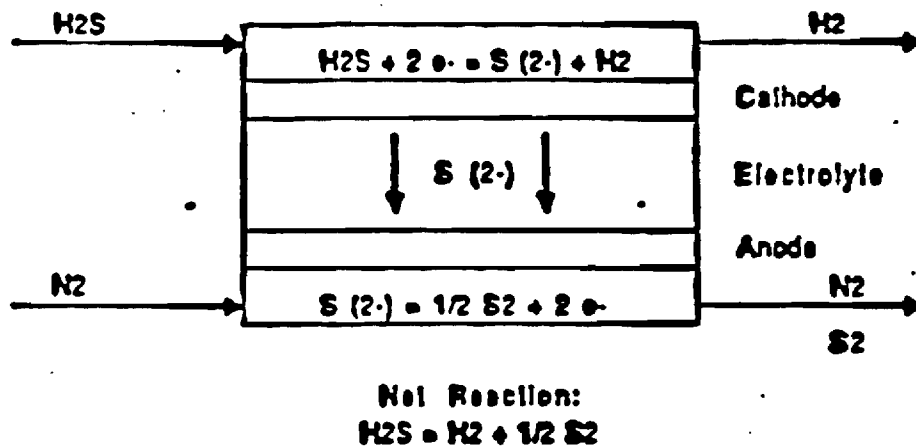 H2S
H2
H2S + 2 e- = S (2-) + H2
Cathode
S (2-)
Electrolyte
Anode
N2
N2
S (2-) = 1/2 S2 + 2 e-
S2
Net Reaction:
H2S = H2 + 1/2 S2